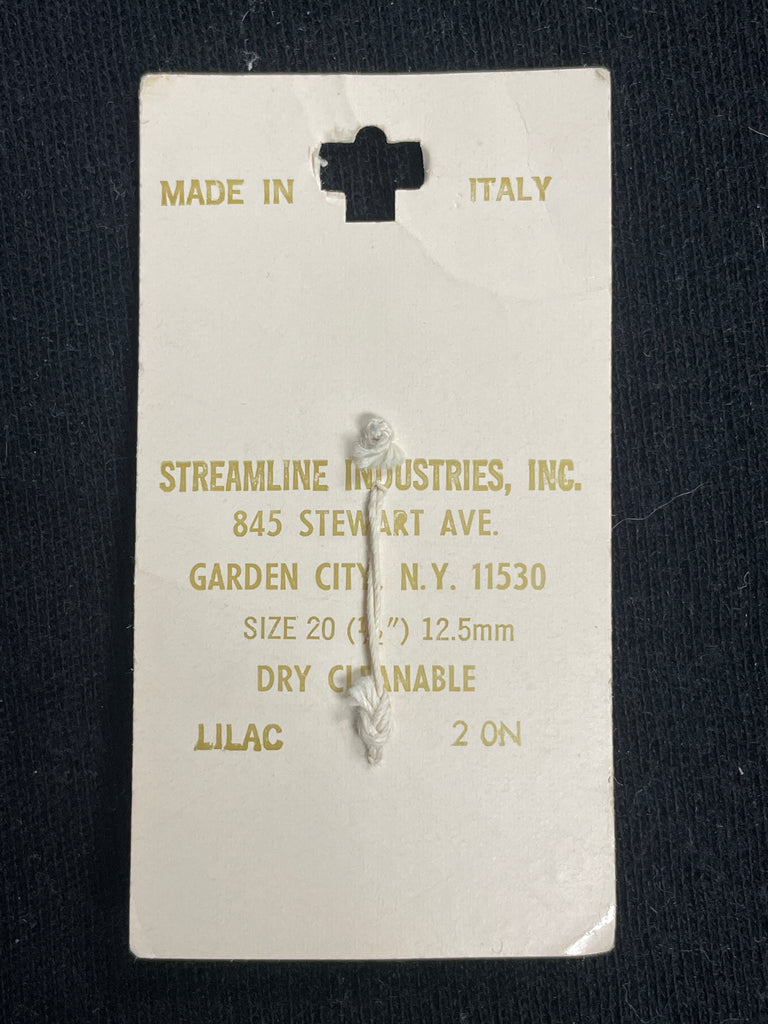 MADE IN ITALY
STREAMLINE INDUSTRIES, INC.
845 STEWART AVE.
GARDEN CITY, N.Y. 11530
SIZE 20 (½") 12.5mm
DRY CLEANABLE
LILAC 2 ON